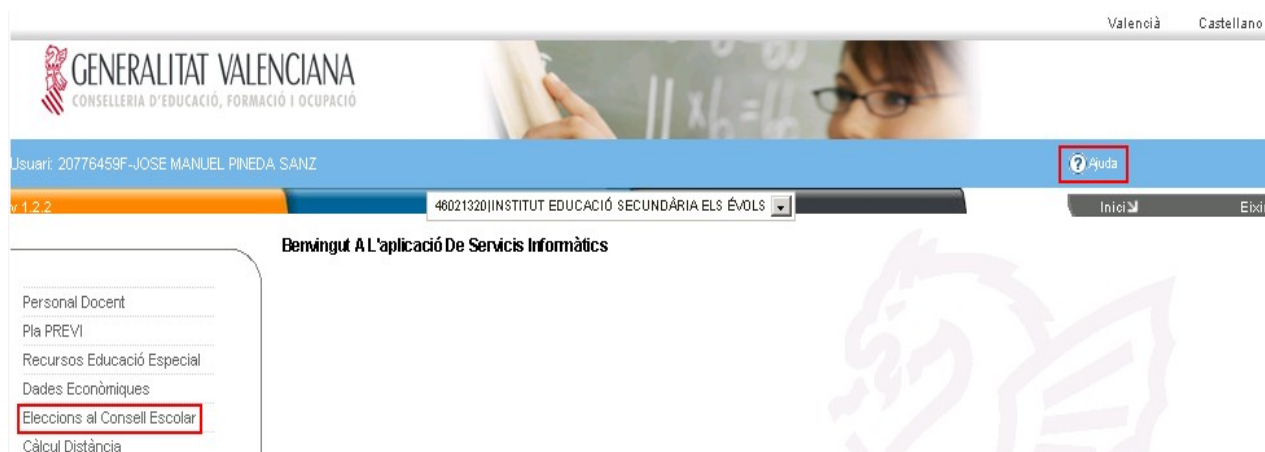 Valencià Castellano
GENERALITAT VALENCIANA
CONSELLERIA D'EDUCACIÓ, FORMACIÓ I OCUPACIÓ
Usuari: 20776459F-JOSE MANUEL PINEDA SANZ
? Ajuda
v 1.2.2
46021320|INSTITUT EDUCACIÓ SECUNDÀRIA ELS ÉVOLS
Inici Eixir
Benvingut A L'aplicació De Servicis Informàtics
Personal Docent
Pla PREVI
Recursos Educació Especial
Dades Econòmiques
Eleccions al Consell Escolar
Càlcul Distància